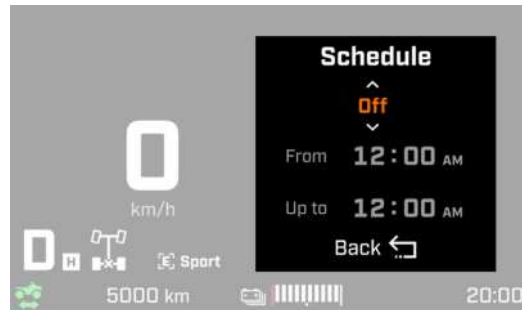 Schedule
Off
From 12:00 AM
Up to 12:00 AM
Back
0
km/h
D H E Sport
5000 km 20:00